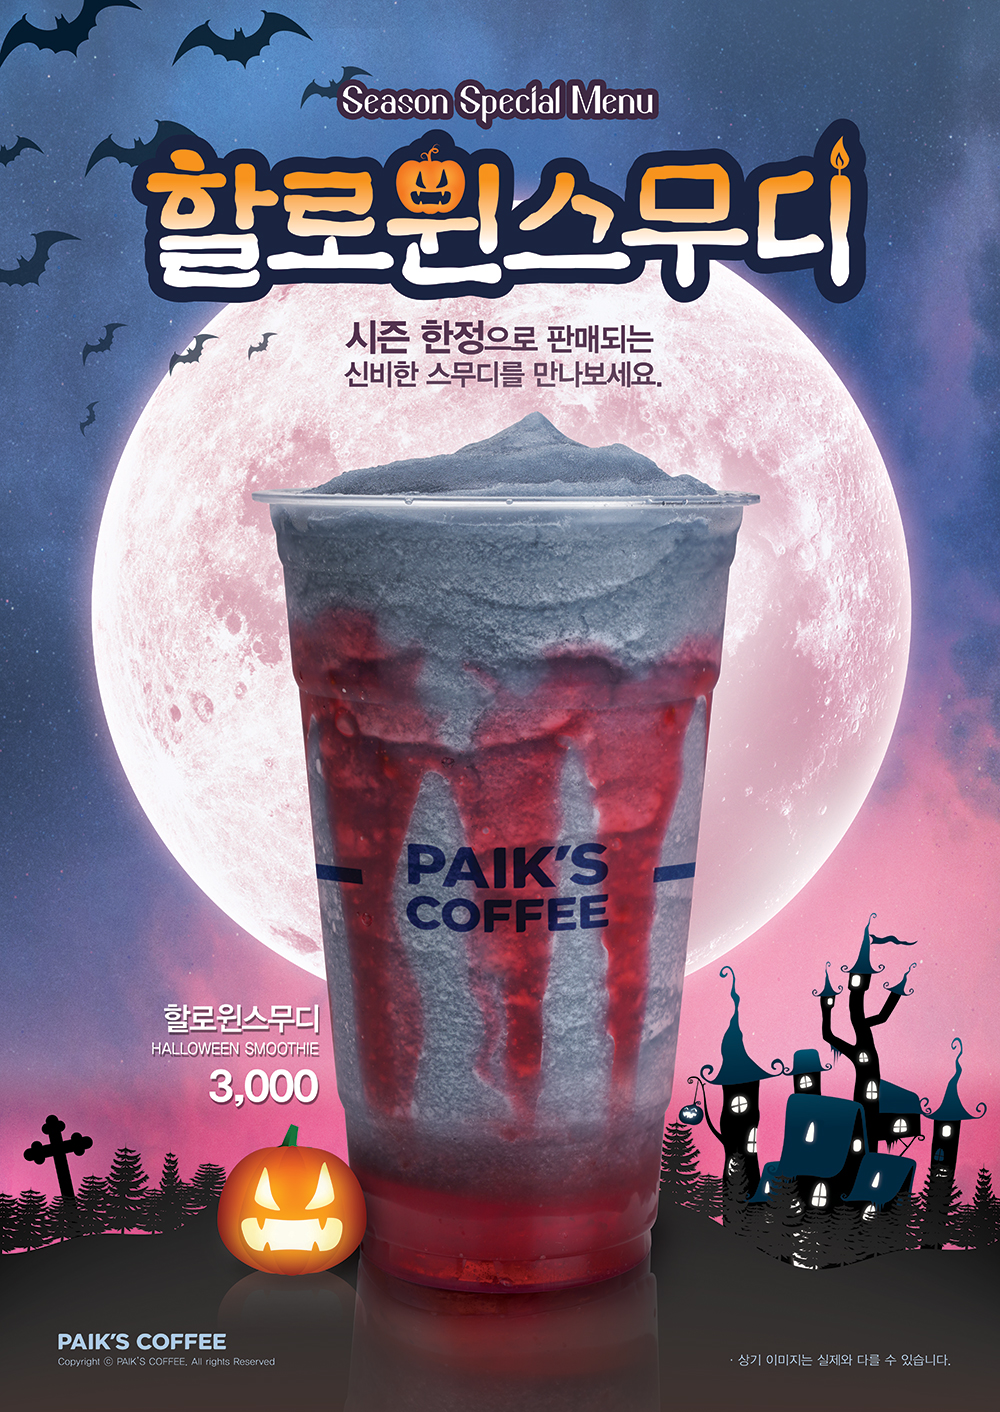 Season Special Menu
할로윈스무디
시즌 한정으로 판매되는
신비한 스무디를 만나보세요.
PAIK'S
COFFEE
할로윈스무디
HALLOWEEN SMOOTHIE
3,000
PAIK'S COFFEE
Copyright ⓒ PAIK'S COFFEE, All rights Reserved
· 상기 이미지는 실제와 다를 수 있습니다.